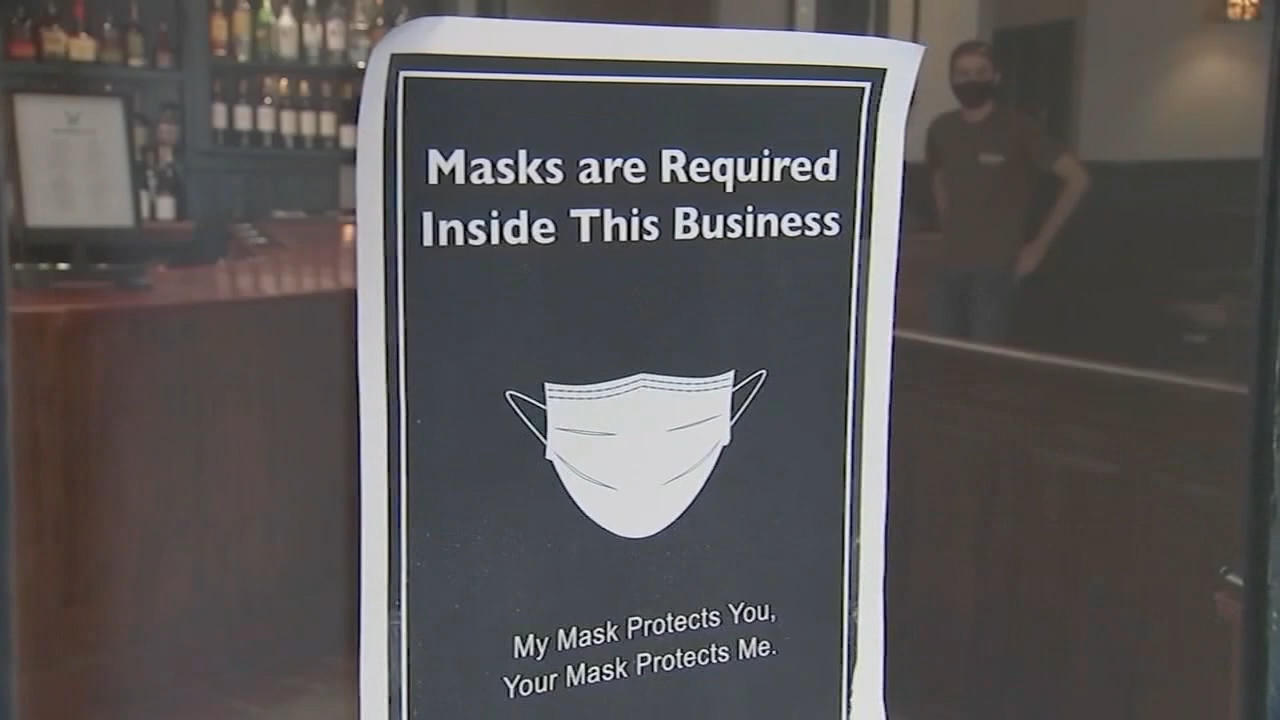 Masks are Required
Inside This Business
My Mask Protects You,
Your Mask Protects Me.